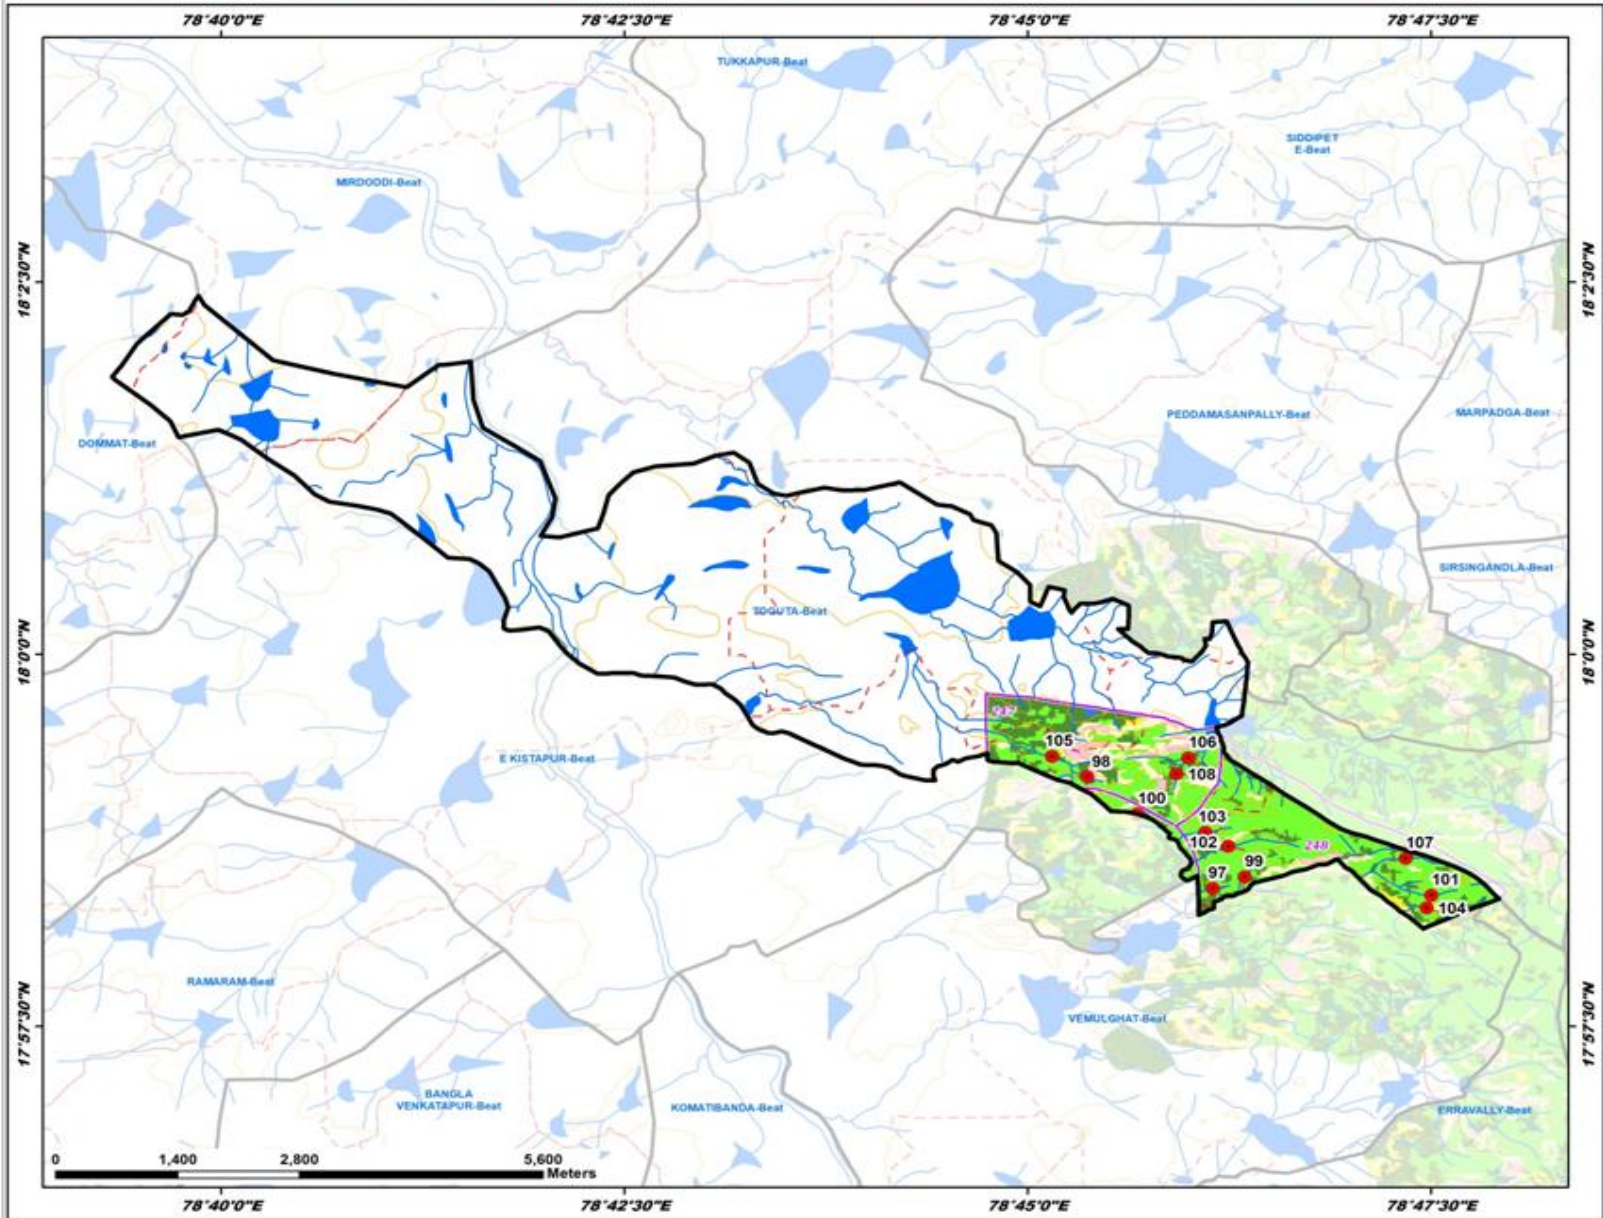 78°40'0"E 78°42'30"E 78°45'0"E 78°47'30"E
TUKKAPUR-Beat
SIDDIPET
E-Beat
MIRDODDI-Beat
18°2'30"N
18°2'30"N
PEDDAMASANPALLY-Beat
MARPADGA-Beat
DOMMAT-Beat
SIRSINGANDLA-Beat
18°0'0"N
18°0'0"N
247
105
106
98
108
E KISTAPUR-Beat
100
103
102
248
107
99
97
101
104
RAMARAM-Beat
17°57'30"N
17°57'30"N
VEMULGHAT-Beat
BANGLA
VENKATAPUR-Beat
KOMATIBANDA-Beat
ERRAVALLY-Beat
0 1,400 2,800 5,600
Meters
78°40'0"E 78°42'30"E 78°45'0"E 78°47'30"E